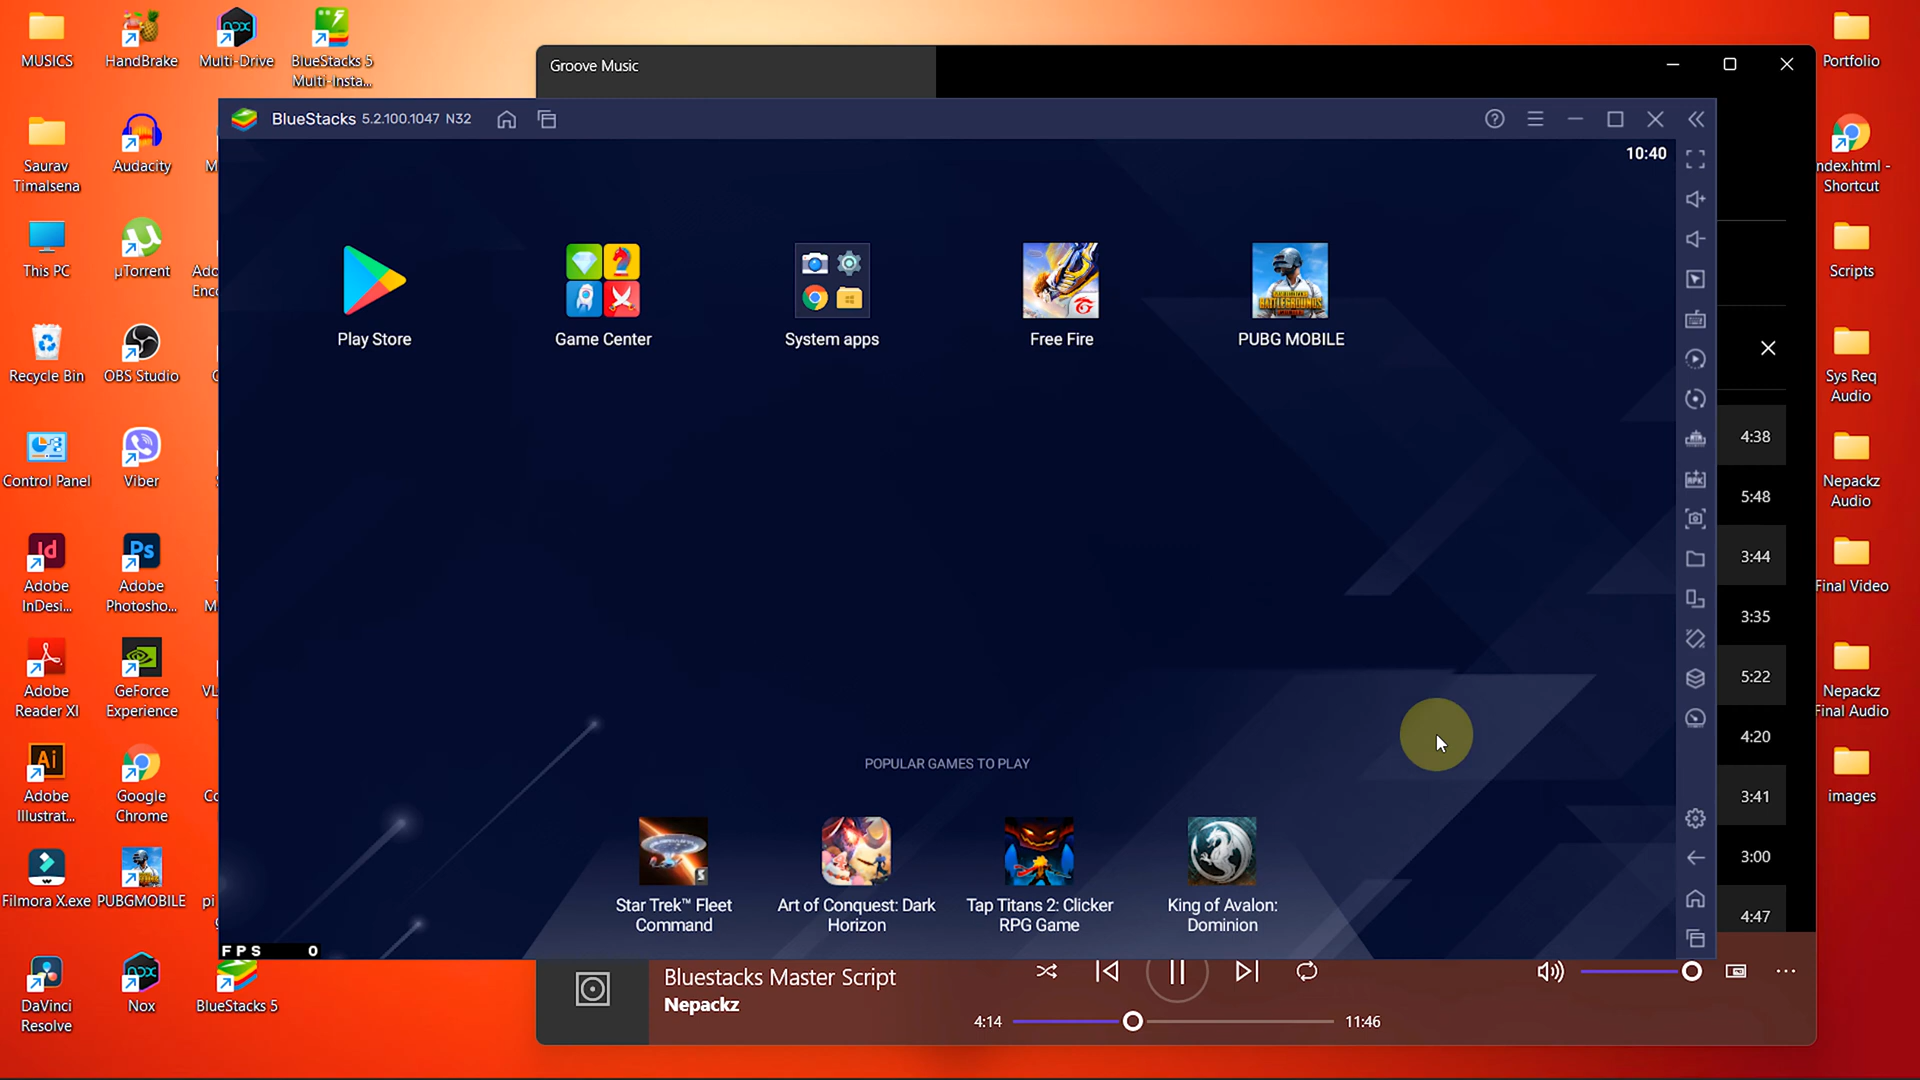 MUSICS
HandBrake
Multi-Drive
BlueStacks 5
Multi-Insta...
Portfolio
Groove Music
BlueStacks 5.2.100.1047 N32
10:40
Saurav
Timalsena
Audacity
M
ndex.html -
Shortcut
This PC
µTorrent
Ado
Enc
Scripts
Play Store
Game Center
System apps
Free Fire
PUBG MOBILE
Recycle Bin
OBS Studio
Sys Req
Audio
4:38
Control Panel
Viber
Nepackz
Audio
5:48
3:44
Adobe
InDesi...
Adobe
Photosho...
Final Video
3:35
Adobe
Reader XI
GeForce
Experience
VL
Nepackz
Final Audio
5:22
4:20
POPULAR GAMES TO PLAY
Adobe
Illustrat...
Google
Chrome
Co
images
3:41
3:00
Filmora X.exe
PUBGMOBILE
pi
Star Trek™ Fleet
Command
Art of Conquest: Dark
Horizon
Tap Titans 2: Clicker
RPG Game
King of Avalon:
Dominion
4:47
FPS 0
DaVinci
Resolve
Nox
BlueStacks 5
Bluestacks Master Script
Nepackz
4:14
11:46